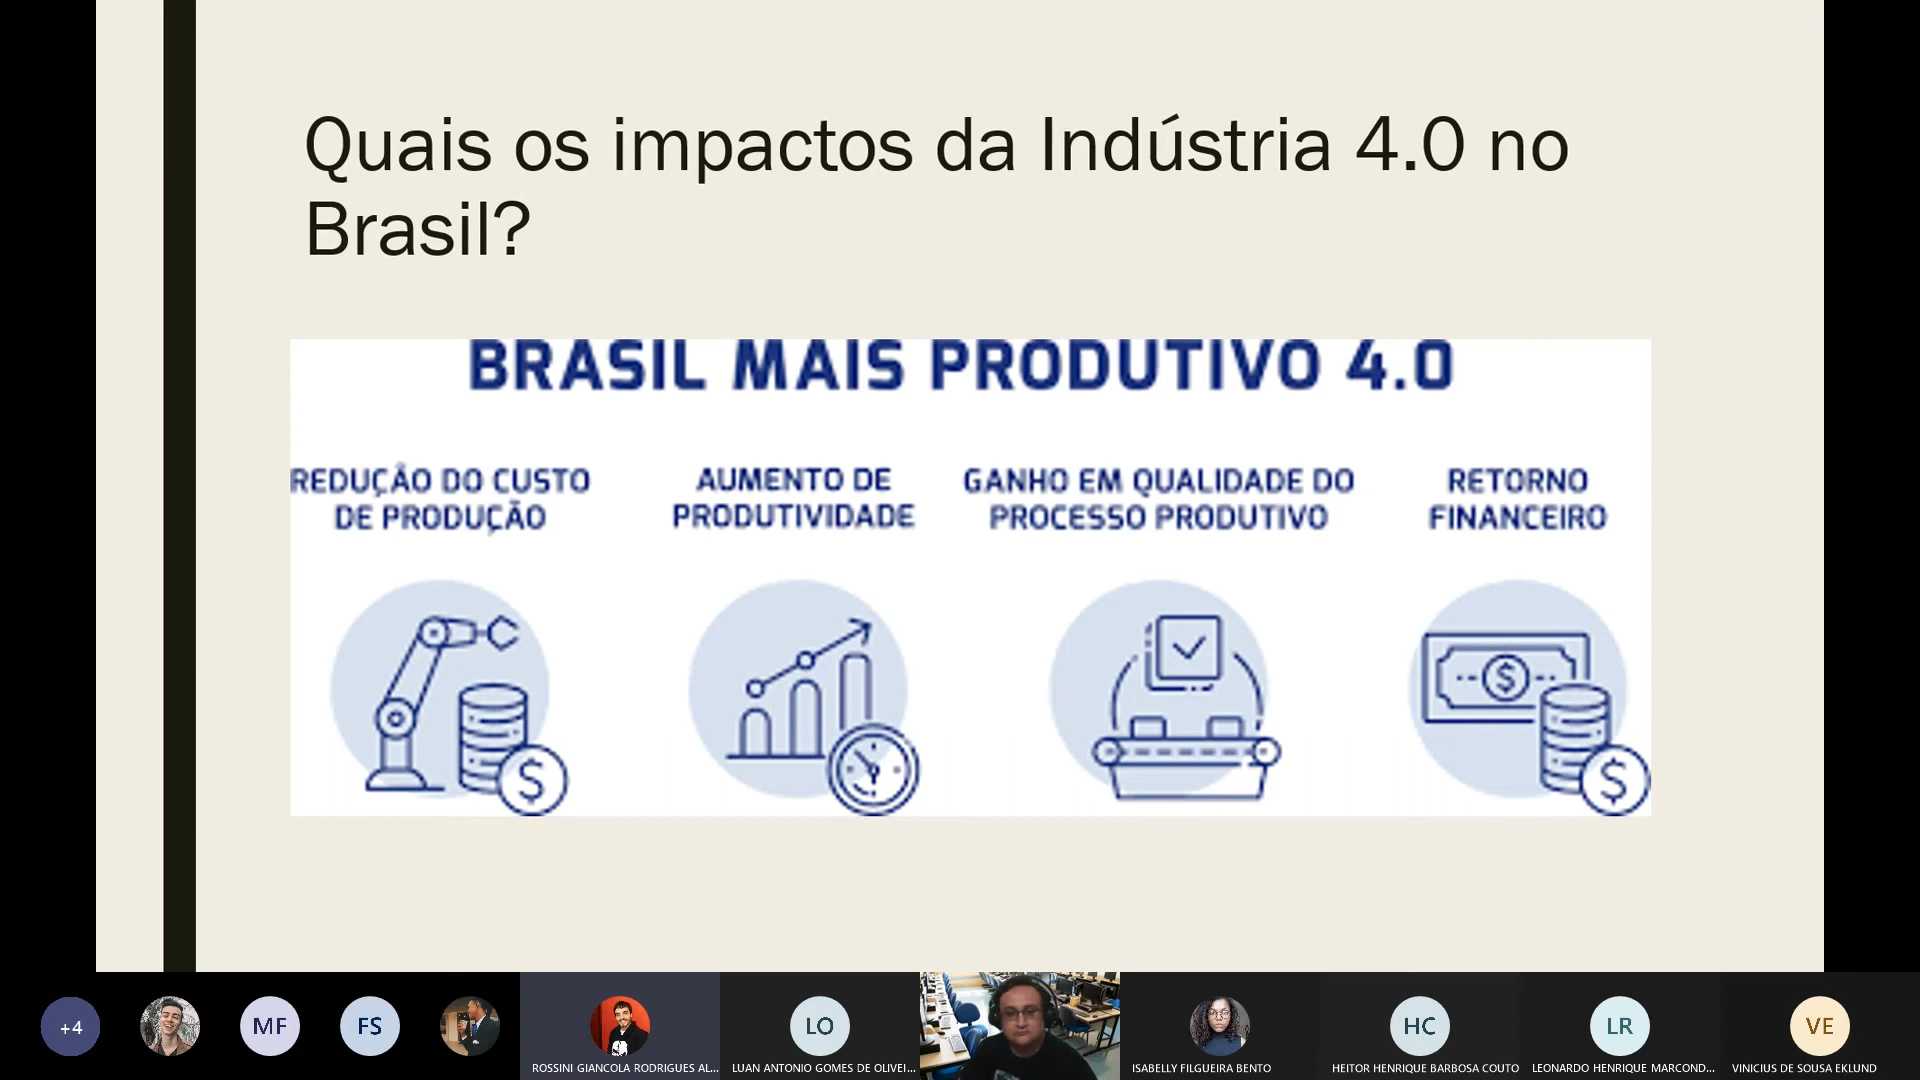 Quais os impactos da Indústria 4.0 no
Brasil?
BRASIL MAIS PRODUTIVO 4.0
REDUÇÃO DO CUSTO
DE PRODUÇÃO
AUMENTO DE
PRODUTIVIDADE
GANHO EM QUALIDADE DO
PROCESSO PRODUTIVO
RETORNO
FINANCEIRO
$
$
$
+4
MF
FS
ROSSINI GIANCOLA RODRIGUES AL...
LO
LUAN ANTONIO GOMES DE OLIVEI...
ISABELLY FILGUEIRA BENTO
HC
HEITOR HENRIQUE BARBOSA COUTO
LR
LEONARDO HENRIQUE MARCOND...
VE
VINICIUS DE SOUSA EKLUND